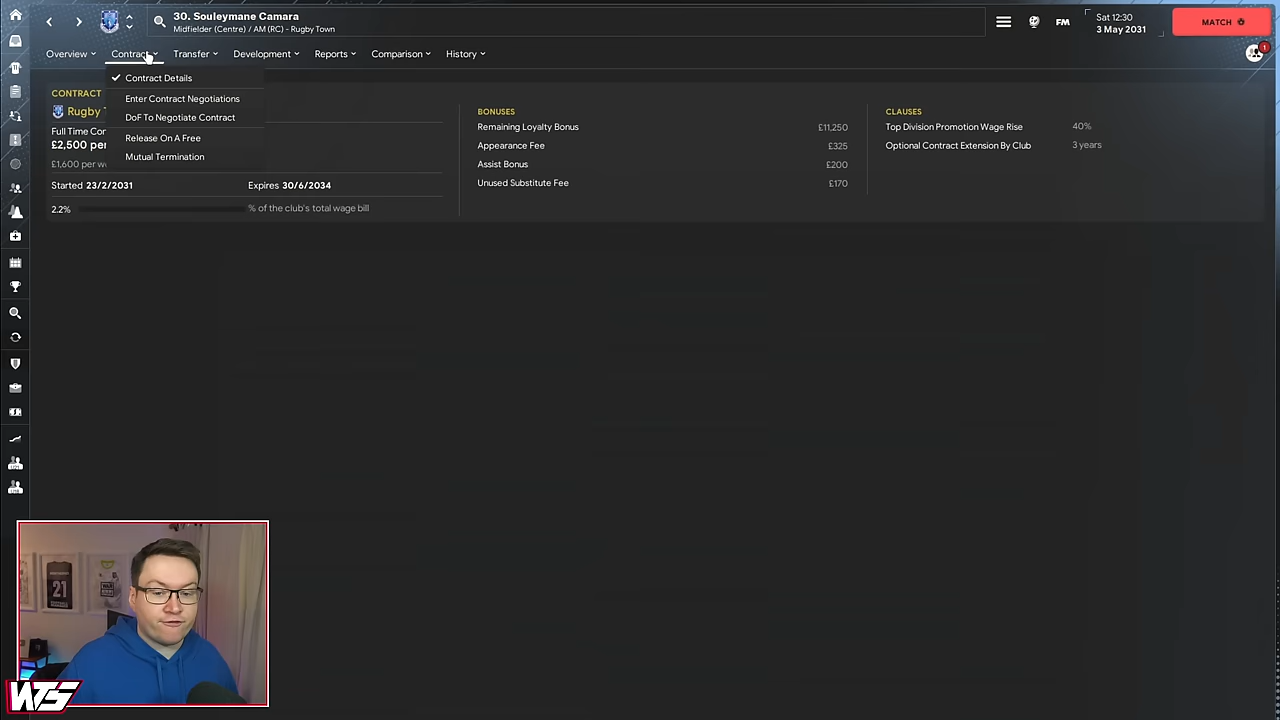 30. Souleymane Camara
Midfielder (Centre) / AM (RC) - Rugby Town
FM
Sat 12:30
3 May 2031
MATCH
Overview
Contract
Transfer
Development
Reports
Comparison
History
1
Contract Details
Enter Contract Negotiations
DoF To Negotiate Contract
Release On A Free
Mutual Termination
CONTRACT
Rugby
Full Time
£2,500 per
£1,600 per
Started 23/2/2031
Expires 30/6/2034
2.2%
% of the club's total wage bill
BONUSES
Remaining Loyalty Bonus £11,250
Appearance Fee £325
Assist Bonus £200
Unused Substitute Fee £170
CLAUSES
Top Division Promotion Wage Rise 40%
Optional Contract Extension By Club 3 years
21
WTS